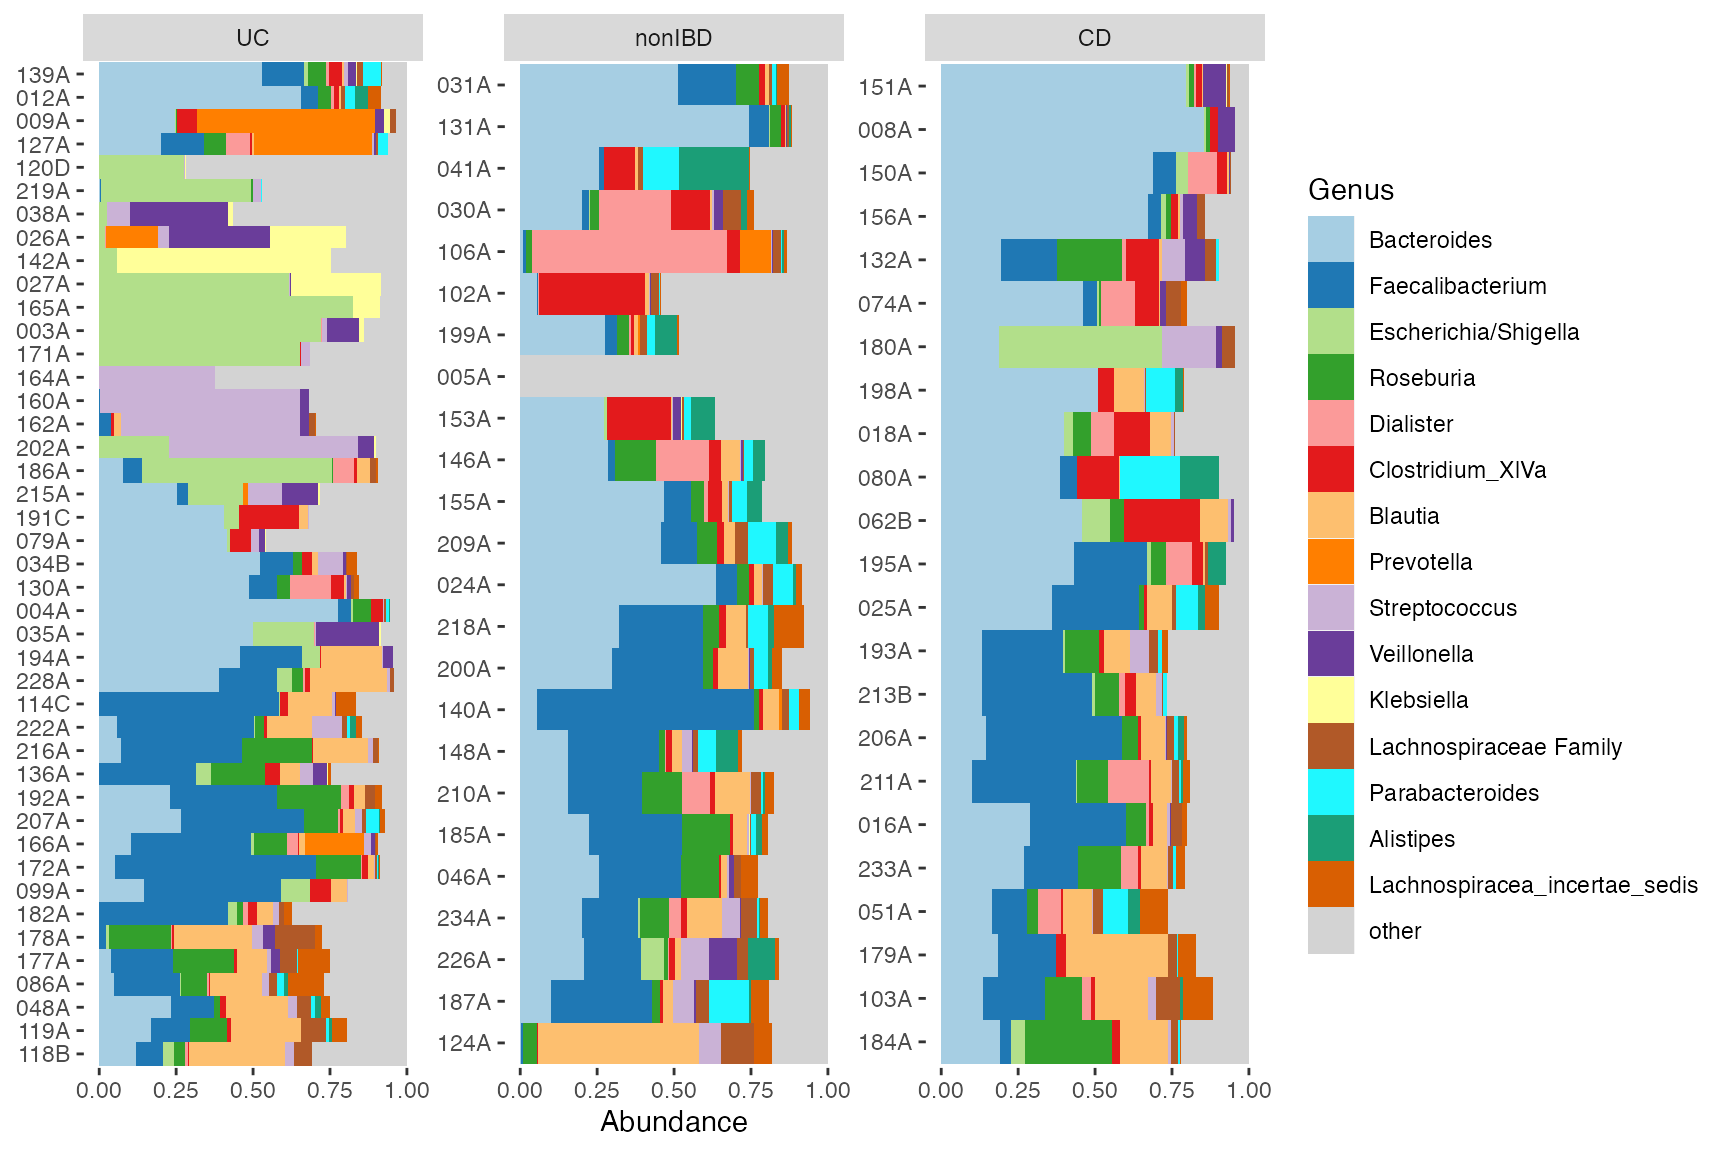 UC
nonIBD
CD
139A
012A
009A
127A
120D
219A
038A
026A
142A
027A
165A
003A
171A
164A
160A
162A
202A
186A
215A
191C
079A
034B
130A
004A
035A
194A
228A
114C
222A
216A
136A
192A
207A
166A
172A
099A
182A
178A
177A
086A
048A
119A
118B
0.00 0.25 0.50 0.75 1.00
031A
131A
041A
030A
106A
102A
199A
005A
153A
146A
155A
209A
024A
218A
200A
140A
148A
210A
185A
046A
234A
226A
187A
124A
0.00 0.25 0.50 0.75 1.00
151A
008A
150A
156A
132A
074A
180A
198A
018A
080A
062B
195A
025A
193A
213B
206A
211A
016A
233A
051A
179A
103A
184A
0.00 0.25 0.50 0.75 1.00
Abundance
Genus
Bacteroides
Faecalibacterium
Escherichia/Shigella
Roseburia
Dialister
Clostridium_XlVa
Blautia
Prevotella
Streptococcus
Veillonella
Klebsiella
Lachnospiraceae Family
Parabacteroides
Alistipes
Lachnospiracea_incertae_sedis
other